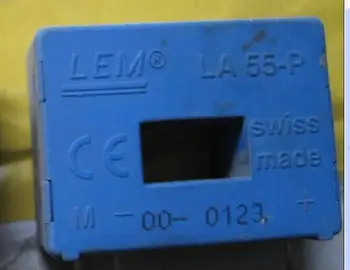 LEM® LA 55-P
CE swiss
made
M - 00- 0123 T